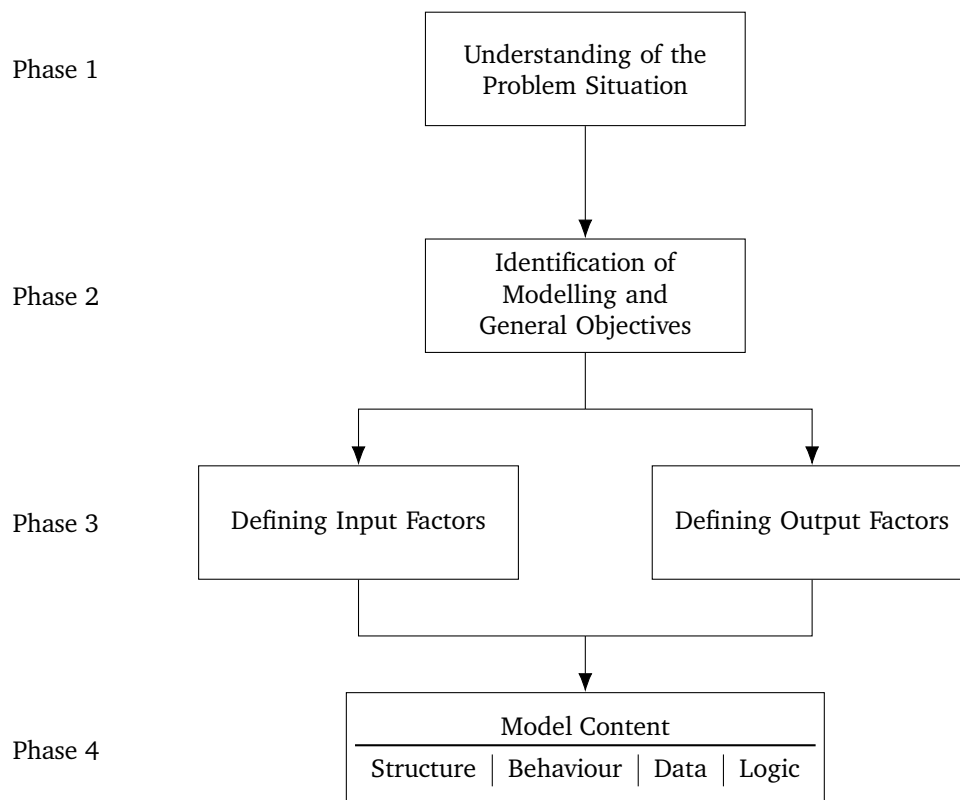 Phase 1
Understanding of the
Problem Situation
Phase 2
Identification of
Modelling and
General Objectives
Phase 3
Defining Input Factors
Defining Output Factors
Phase 4
Model Content
Structure | Behaviour | Data | Logic